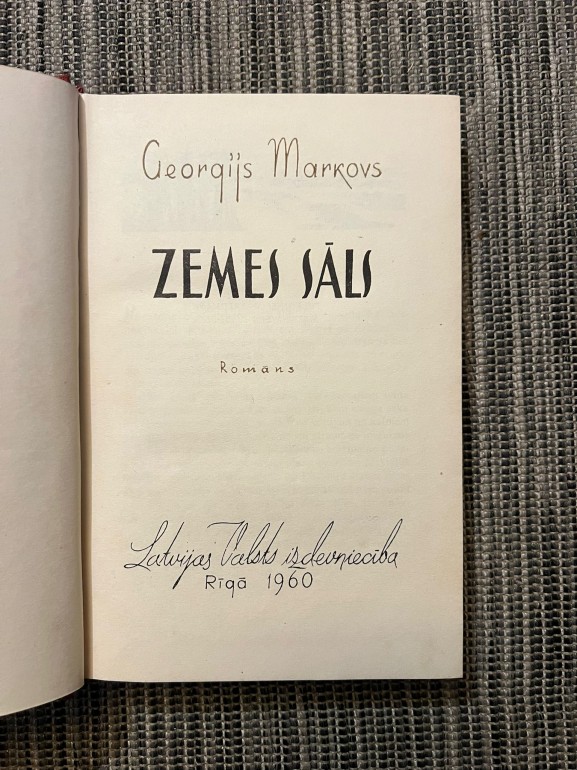 Georgijs Markovs
ZEMES SĀLS
Romāns
Latvijas Valsts izdevniecība
Rīgā 1960